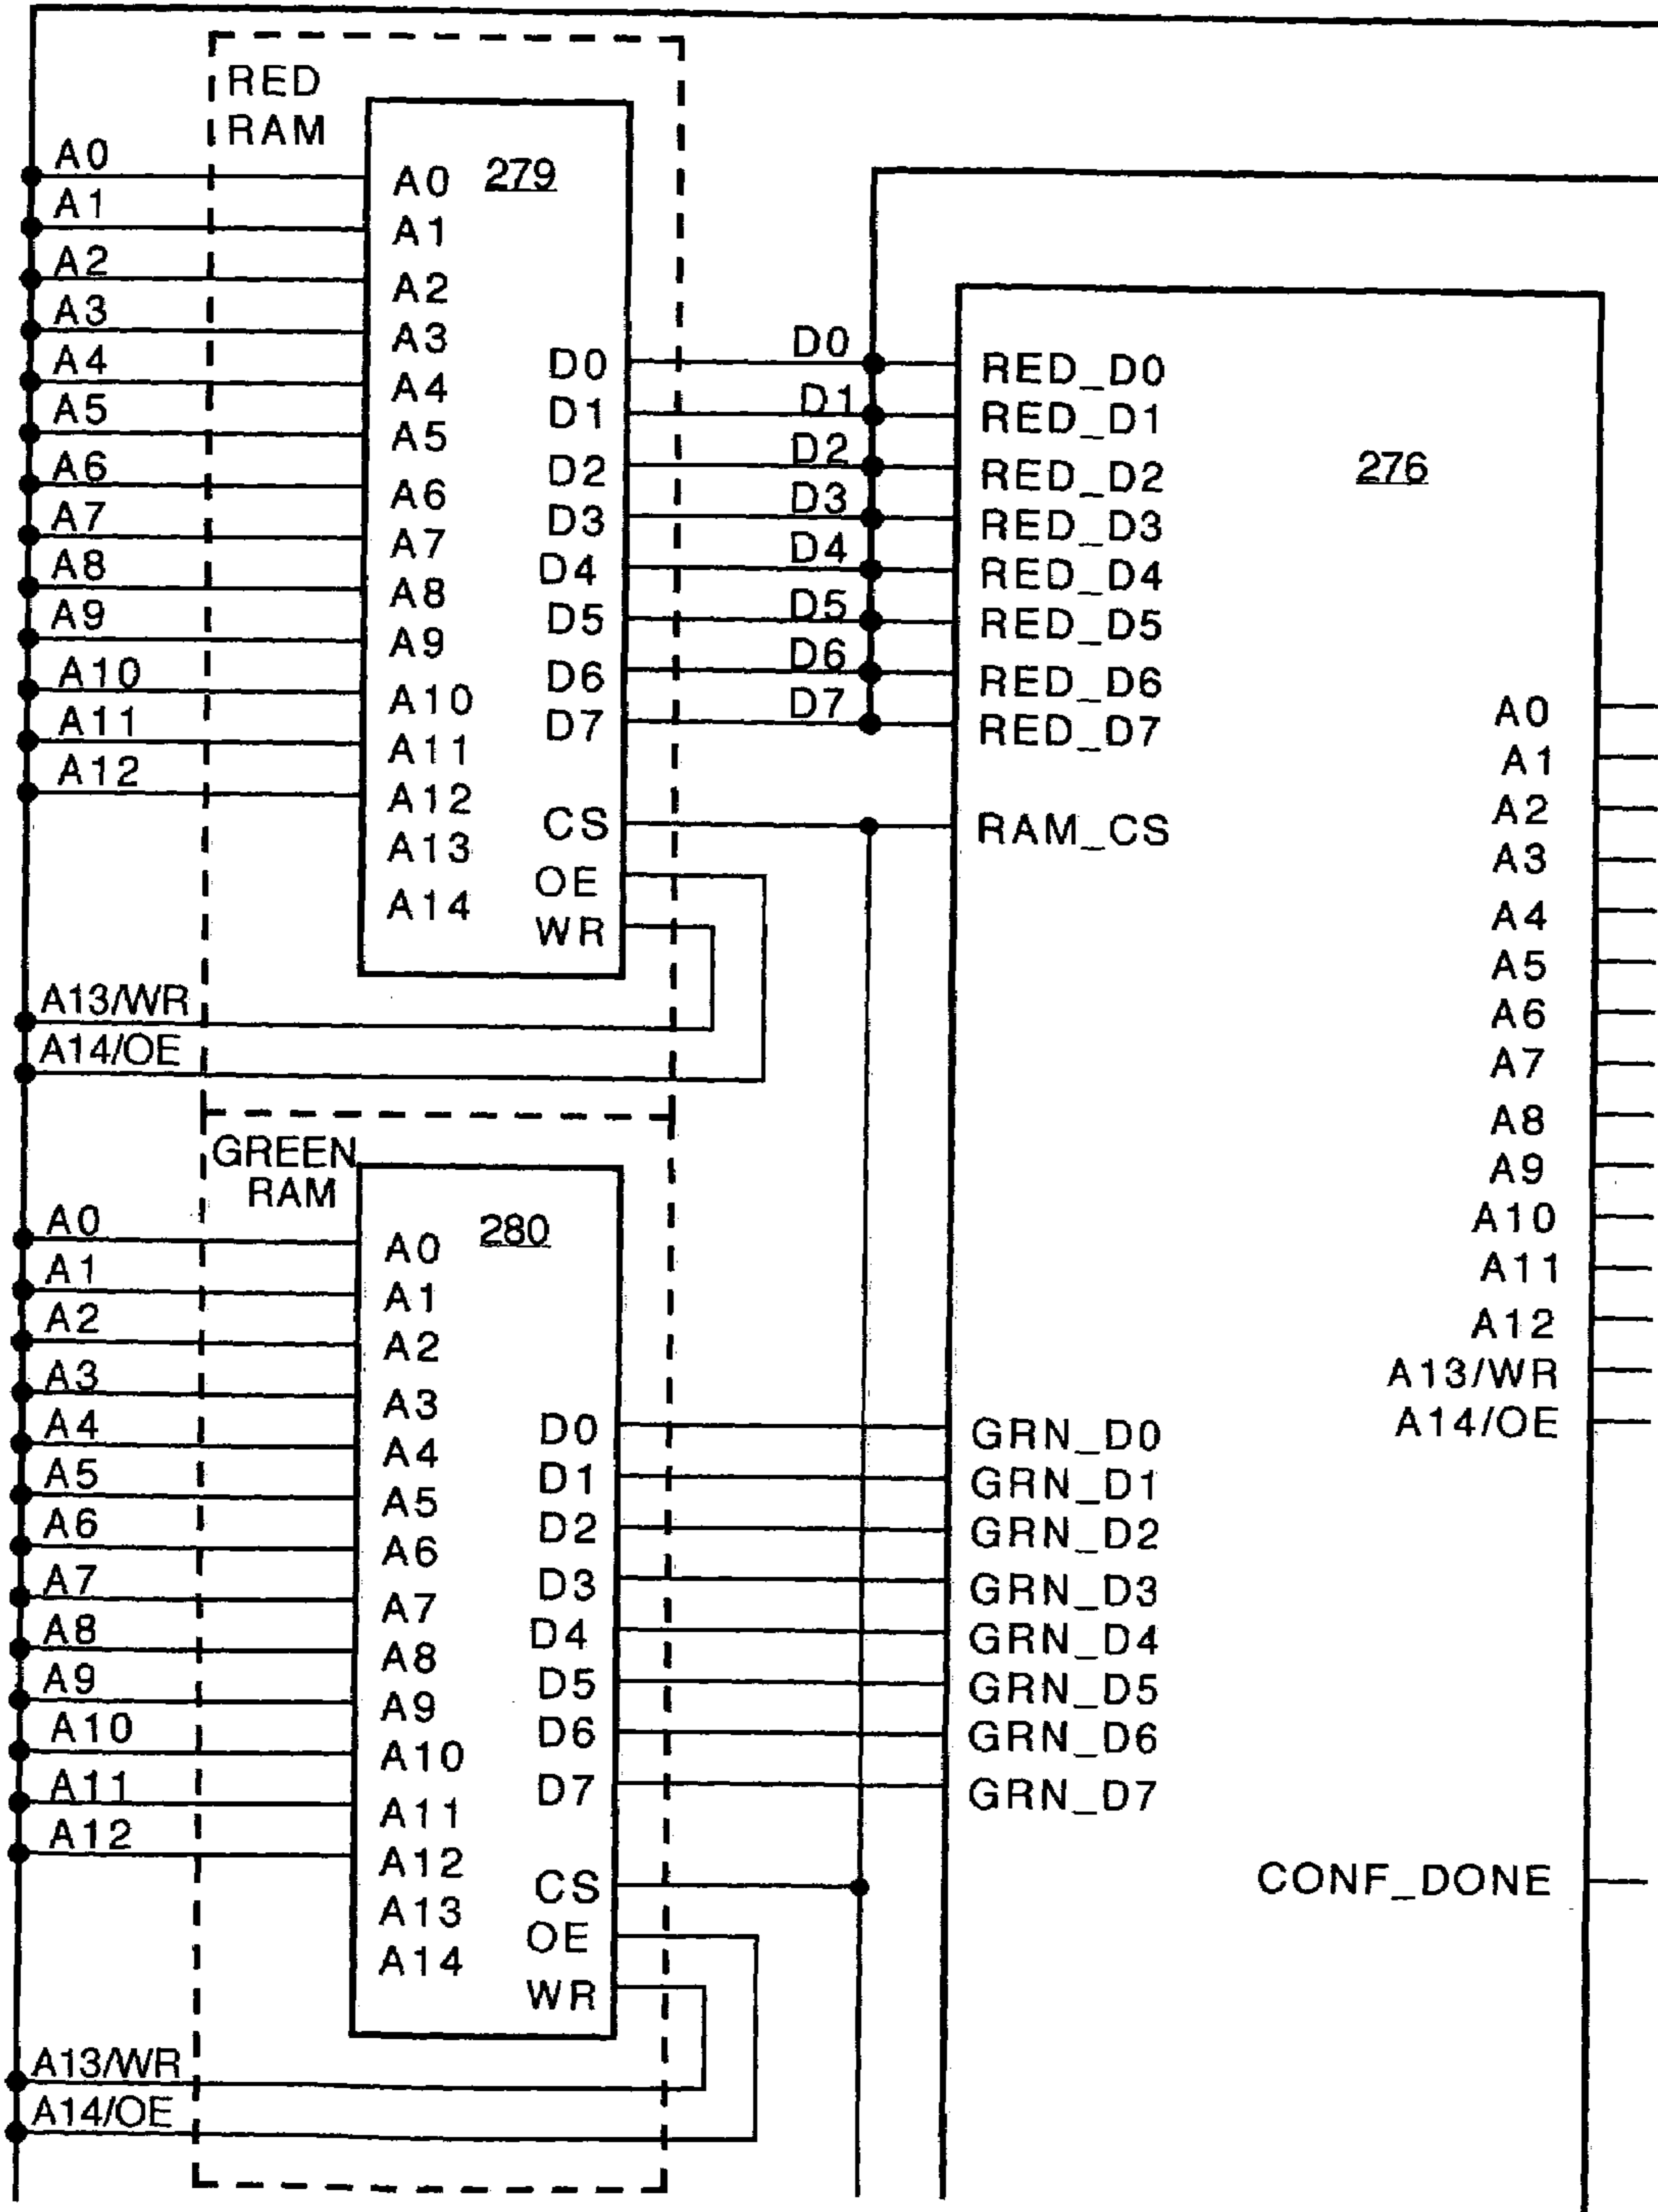 RED
RAM
A0
A1
A2
A3
A4
A5
A6
A7
A8
A9
A10
A11
A12
A13/WR
A14/OE
279
A0
A1
A2
A3
A4
A5
A6
A7
A8
A9
A10
A11
A12
A13
A14
D0
D1
D2
D3
D4
D5
D6
D7
CS
OE
WR
D0
D1
D2
D3
D4
D5
D6
D7
GREEN
RAM
A0
A1
A2
A3
A4
A5
A6
A7
A8
A9
A10
A11
A12
A13/WR
A14/OE
280
A0
A1
A2
A3
A4
A5
A6
A7
A8
A9
A10
A11
A12
A13
A14
D0
D1
D2
D3
D4
D5
D6
D7
CS
OE
WR
276
RED_D0
RED_D1
RED_D2
RED_D3
RED_D4
RED_D5
RED_D6
RED_D7
RAM_CS
GRN_D0
GRN_D1
GRN_D2
GRN_D3
GRN_D4
GRN_D5
GRN_D6
GRN_D7
A0
A1
A2
A3
A4
A5
A6
A7
A8
A9
A10
A11
A12
A13/WR
A14/OE
CONF_DONE